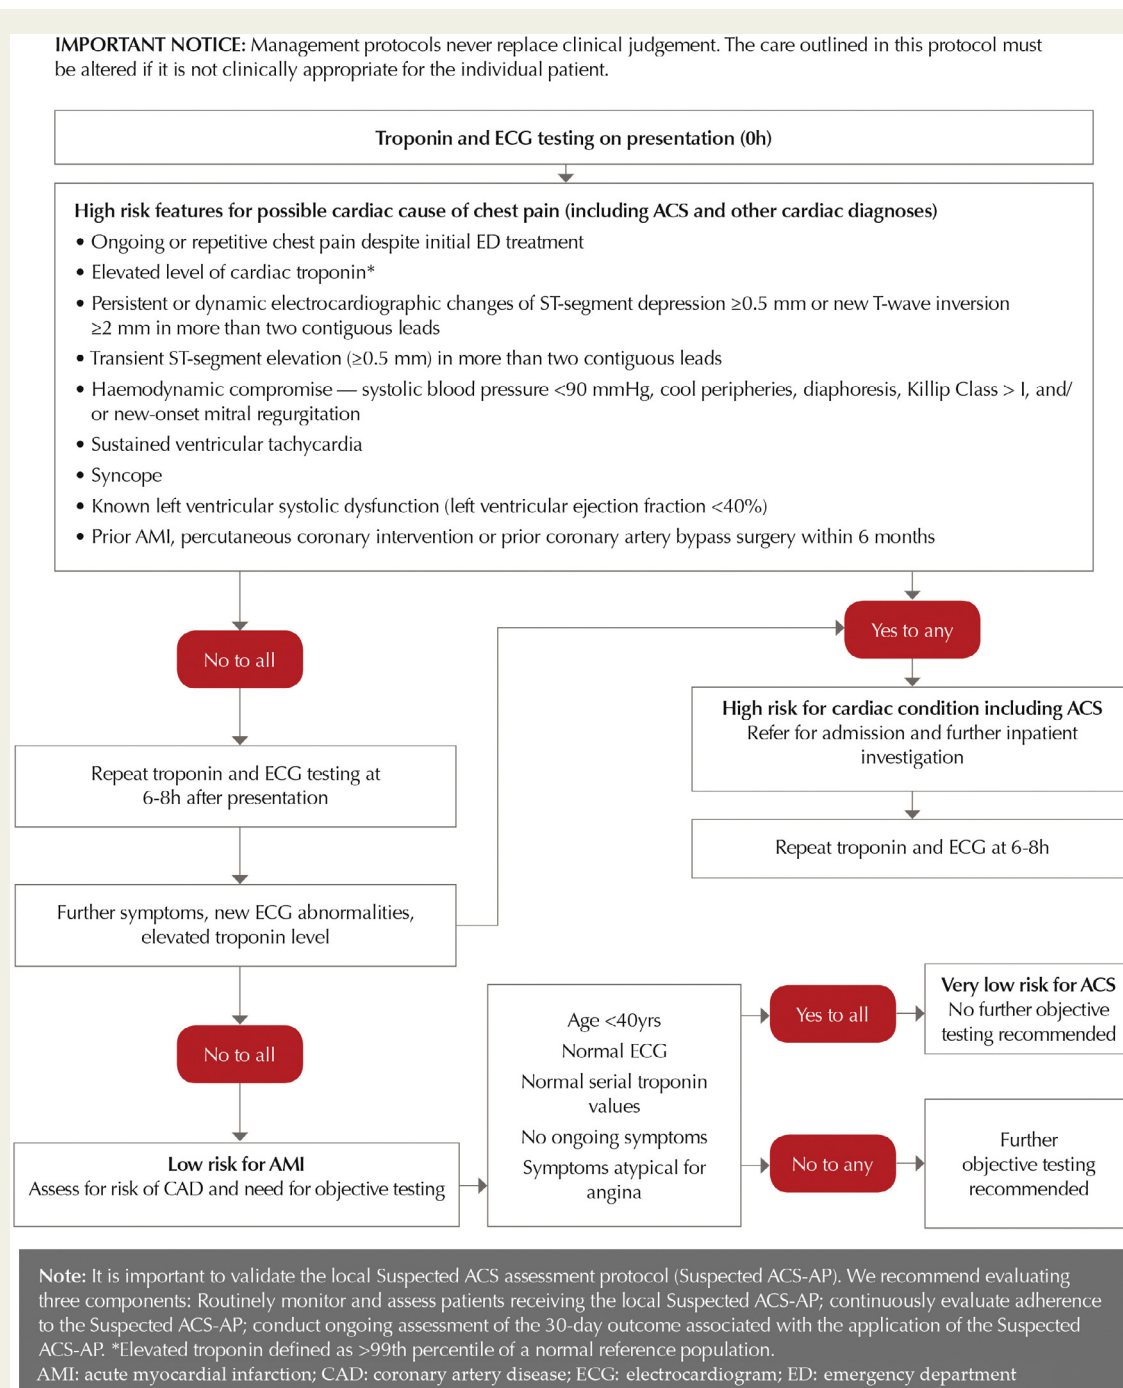 IMPORTANT NOTICE: Management protocols never replace clinical judgement. The care outlined in this protocol must
be altered if it is not clinically appropriate for the individual patient.
Troponin and ECG testing on presentation (0h)
High risk features for possible cardiac cause of chest pain (including ACS and other cardiac diagnoses)
• Ongoing or repetitive chest pain despite initial ED treatment
• Elevated level of cardiac troponin*
• Persistent or dynamic electrocardiographic changes of ST-segment depression ≥0.5 mm or new T-wave inversion
≥2 mm in more than two contiguous leads
• Transient ST-segment elevation (≥0.5 mm) in more than two contiguous leads
• Haemodynamic compromise — systolic blood pressure <90 mmHg, cool peripheries, diaphoresis, Killip Class > I, and/
or new-onset mitral regurgitation
• Sustained ventricular tachycardia
• Syncope
• Known left ventricular systolic dysfunction (left ventricular ejection fraction <40%)
• Prior AMI, percutaneous coronary intervention or prior coronary artery bypass surgery within 6 months
No to all
Yes to any
High risk for cardiac condition including ACS
Refer for admission and further inpatient
investigation
Repeat troponin and ECG testing at
6-8h after presentation
Repeat troponin and ECG at 6-8h
Further symptoms, new ECG abnormalities,
elevated troponin level
No to all
Low risk for AMI
Assess for risk of CAD and need for objective testing
Age <40yrs
Normal ECG
Normal serial troponin
values
No ongoing symptoms
Symptoms atypical for
angina
Yes to all
Very low risk for ACS
No further objective
testing recommended
No to any
Further
objective testing
recommended
Note: It is important to validate the local Suspected ACS assessment protocol (Suspected ACS-AP). We recommend evaluating
three components: Routinely monitor and assess patients receiving the local Suspected ACS-AP; continuously evaluate adherence
to the Suspected ACS-AP; conduct ongoing assessment of the 30-day outcome associated with the application of the Suspected
ACS-AP. *Elevated troponin defined as >99th percentile of a normal reference population.
AMI: acute myocardial infarction; CAD: coronary artery disease; ECG: electrocardiogram; ED: emergency department